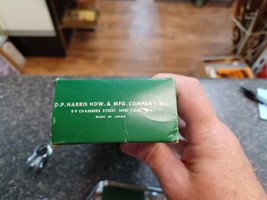 D.P. HARRIS HDW. & MFG. COMPANY, INC.
99 CHAMBERS STREET, NEW YORK,
MADE IN JAPAN